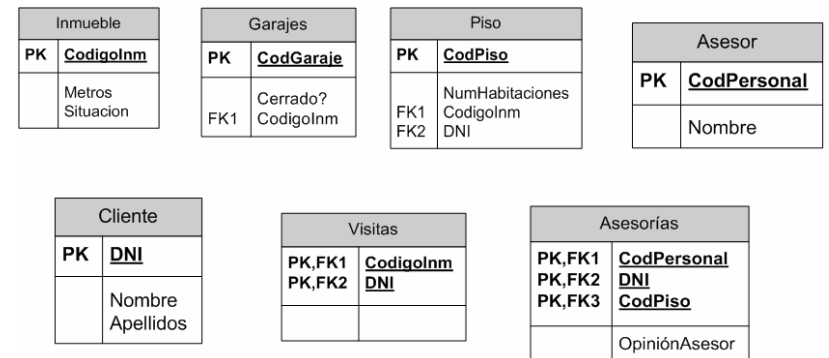 Inmueble
PK CodigoInm
Metros
Situacion
Garajes
PK CodGaraje
Cerrado?
FK1 CodigoInm
Piso
PK CodPiso
NumHabitaciones
FK1 CodigoInm
FK2 DNI
Asesor
PK CodPersonal
Nombre
Cliente
PK DNI
Nombre
Apellidos
Visitas
PK,FK1 CodigoInm
PK,FK2 DNI
Asesorías
PK,FK1 CodPersonal
PK,FK2 DNI
PK,FK3 CodPiso
OpiniónAsesor